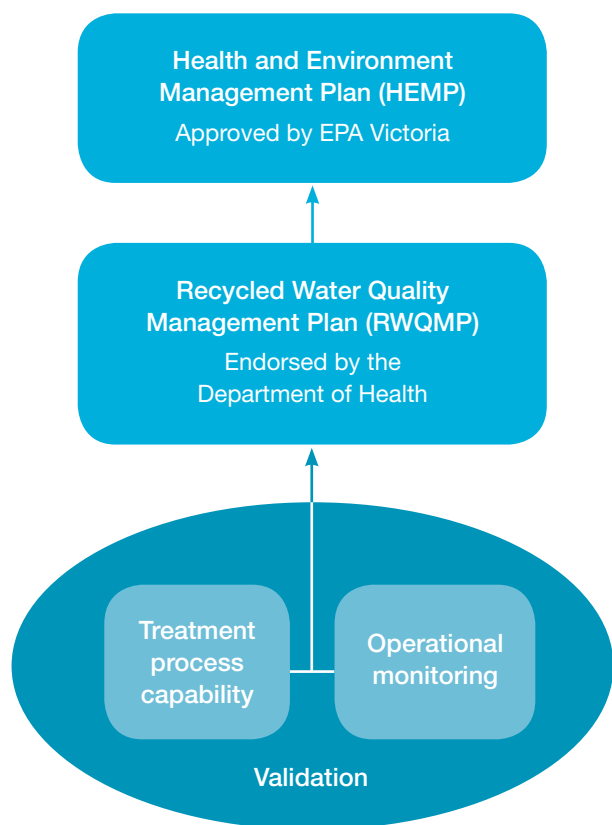 Health and Environment
Management Plan (HEMP)
Approved by EPA Victoria
Recycled Water Quality
Management Plan (RWQMP)
Endorsed by the
Department of Health
Treatment
process
capability
Operational
monitoring
Validation